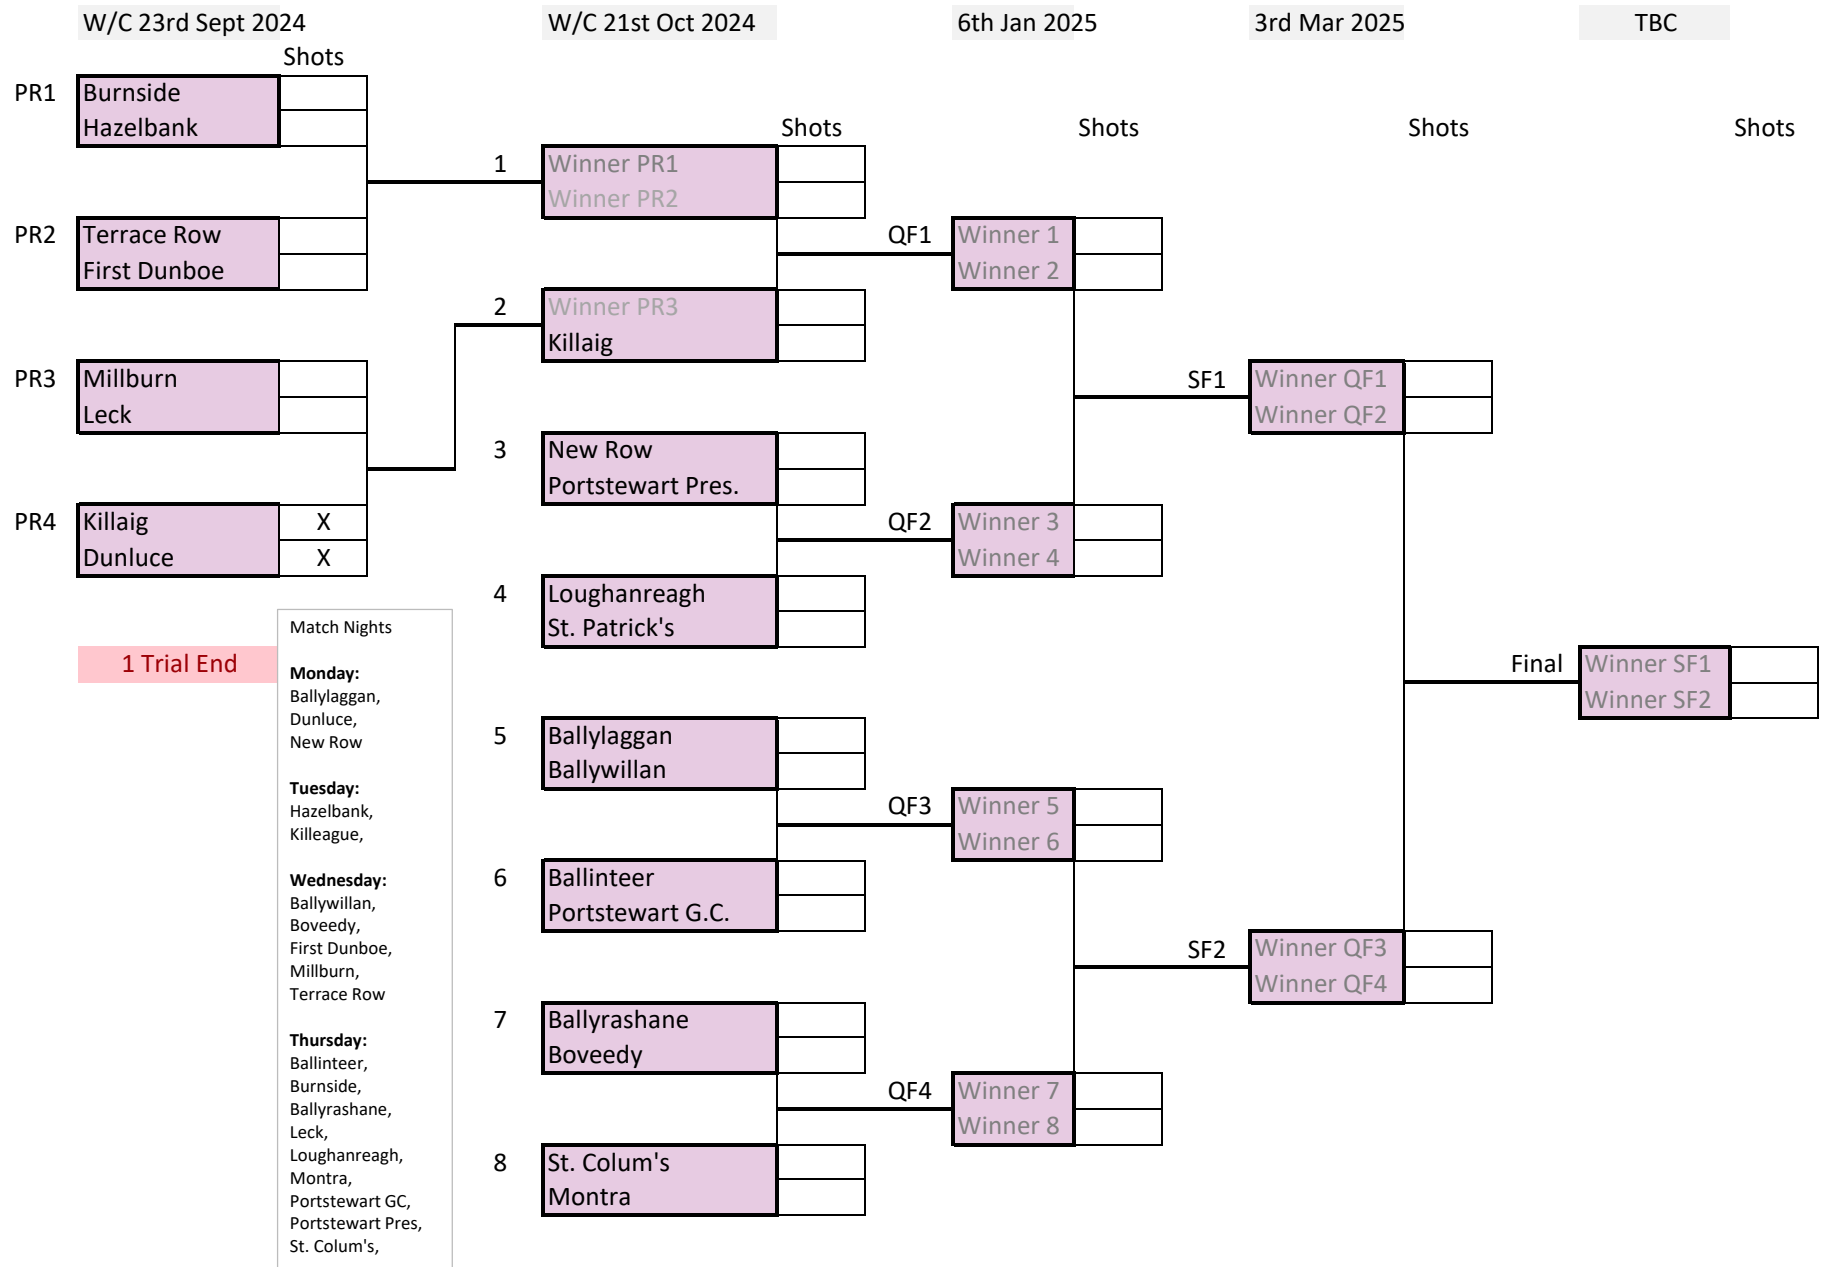 W/C 23rd Sept 2024 W/C 21st Oct 2024 6th Jan 2025 3rd Mar 2025 TBC
Shots
PR1 Burnside
Hazelbank Shots Shots Shots Shots
1 Winner PR1
Winner PR2
PR2 Terrace Row QF1 Winner 1
First Dunboe Winner 2
2 Winner PR3
Killaig
PR3 Millburn SF1 Winner QF1
Leck Winner QF2
3 New Row
Portstewart Pres.
PR4 Killaig X QF2 Winner 3
Dunluce X Winner 4
4 Loughanreagh
St. Patrick's
1 Trial End Final Winner SF1
Winner SF2
Match Nights
Monday:
Ballylaggan,
Dunluce,
New Row
Tuesday:
Hazelbank,
Killeague,
Wednesday:
Ballywillan,
Boveedy,
First Dunboe,
Millburn,
Terrace Row
Thursday:
Ballinteer,
Burnside,
Ballyrashane,
Leck,
Loughanreagh,
Montra,
Portstewart GC,
Portstewart Pres,
St. Colum's,
5 Ballylaggan
Ballywillan
QF3 Winner 5
Winner 6
6 Ballinteer
Portstewart G.C.
SF2 Winner QF3
Winner QF4
7 Ballyrashane
Boveedy
QF4 Winner 7
Winner 8
8 St. Colum's
Montra